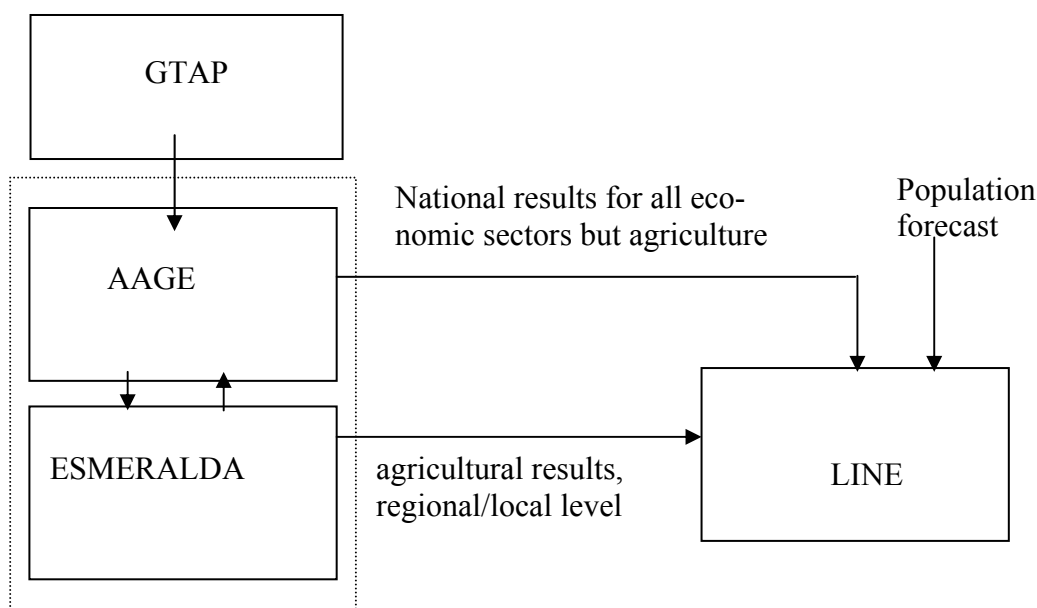 GTAP
National results for all eco-
nomic sectors but agriculture
Population
forecast
AAGE
ESMERALDA
agricultural results,
regional/local level
LINE